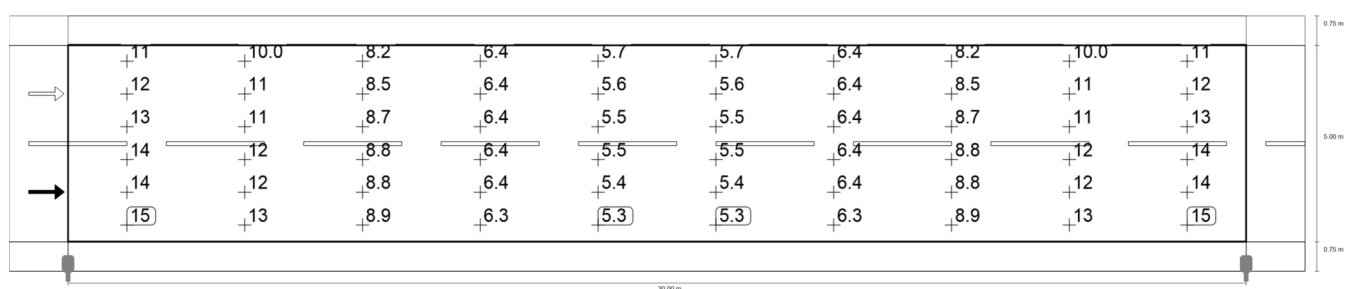 0.75 m
11 10.0 8.2 6.4 5.7 5.7 6.4 8.2 10.0 11
12 11 8.5 6.4 5.6 5.6 6.4 8.5 11 12
13 11 8.7 6.4 5.5 5.5 6.4 8.7 11 13
5.00 m
14 12 8.8 6.4 5.5 5.5 6.4 8.8 12 14
14 12 8.8 6.4 5.4 5.4 6.4 8.8 12 14
15 13 8.9 6.3 5.3 5.3 6.3 8.9 13 15
0.75 m